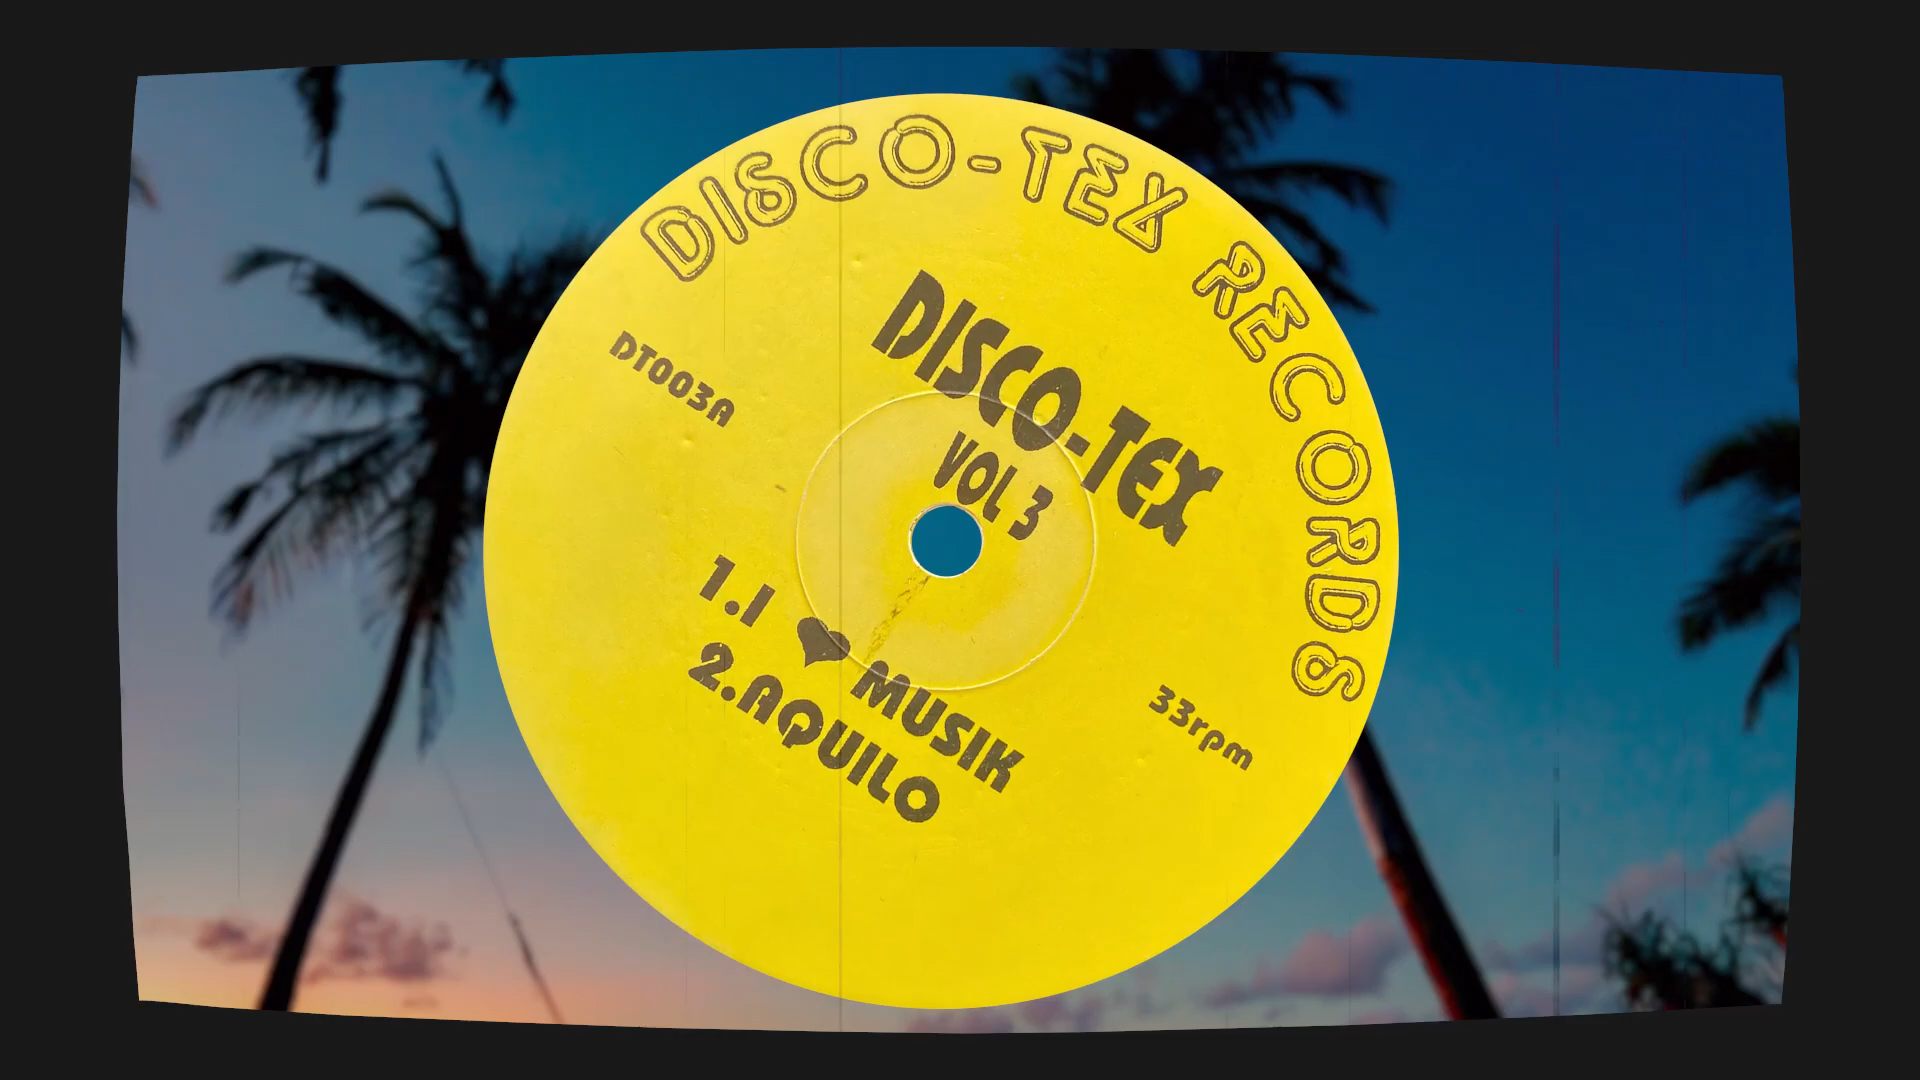 DISCO-TEX RECORDS
DISCO-TEX
VOL 3
DT003A
33rpm
1.I ♥ MUSIK
2.AQUILO